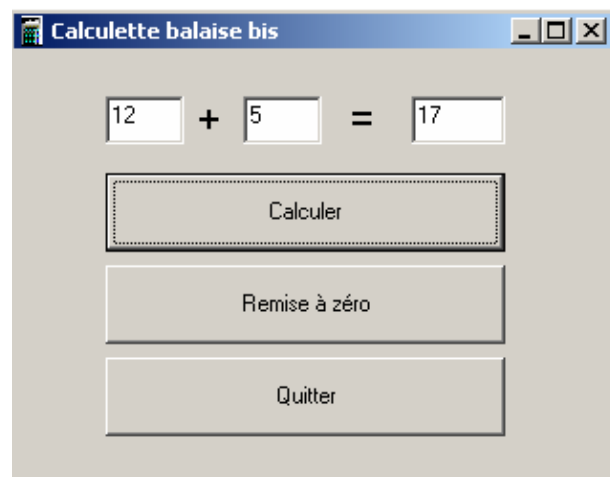 Calculette balaise bis
12 + 5 = 17
Calculer
Remise à zéro
Quitter